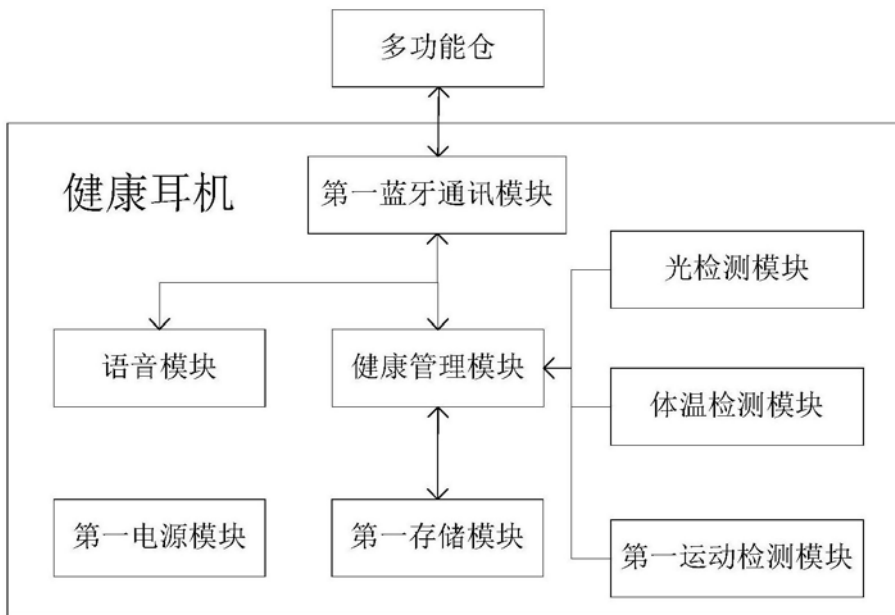 多功能仓
健康耳机
第一蓝牙通讯模块
光检测模块
语音模块
健康管理模块
体温检测模块
第一电源模块
第一存储模块
第一运动检测模块